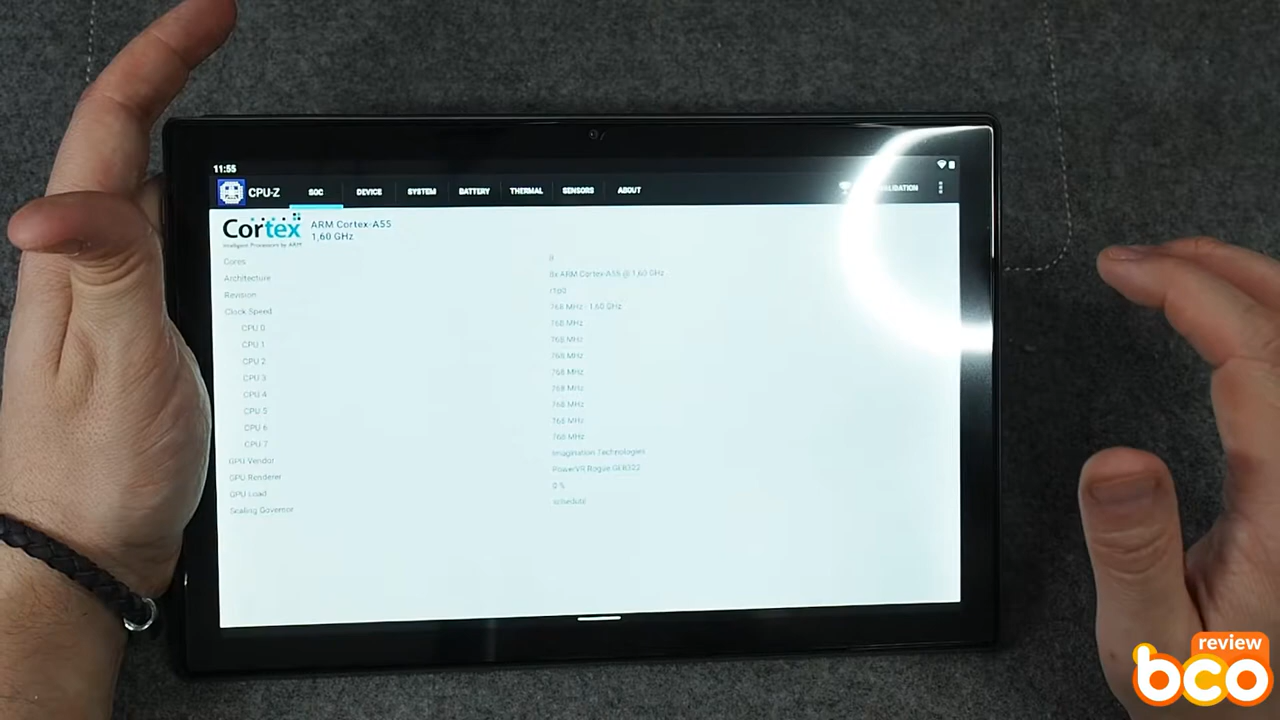 11:55
CPU-Z SOC DEVICE SYSTEM BATTERY THERMAL SENSORS ABOUT
Cortex
Intelligent Processors by ARM
ARM Cortex-A55
1,60 GHz
Cores 8
Architecture 8x ARM Cortex-A55 @ 1,60 GHz
Revision r1p0
Clock Speed 768 MHz - 1,60 GHz
CPU 0 768 MHz
CPU 1 768 MHz
CPU 2 768 MHz
CPU 3 768 MHz
CPU 4 768 MHz
CPU 5 768 MHz
CPU 6 768 MHz
CPU 7 768 MHz
GPU Vendor Imagination Technologies
GPU Renderer PowerVR Rogue GE8322
GPU Load 0 %
Scaling Governor schedutil
review
bco